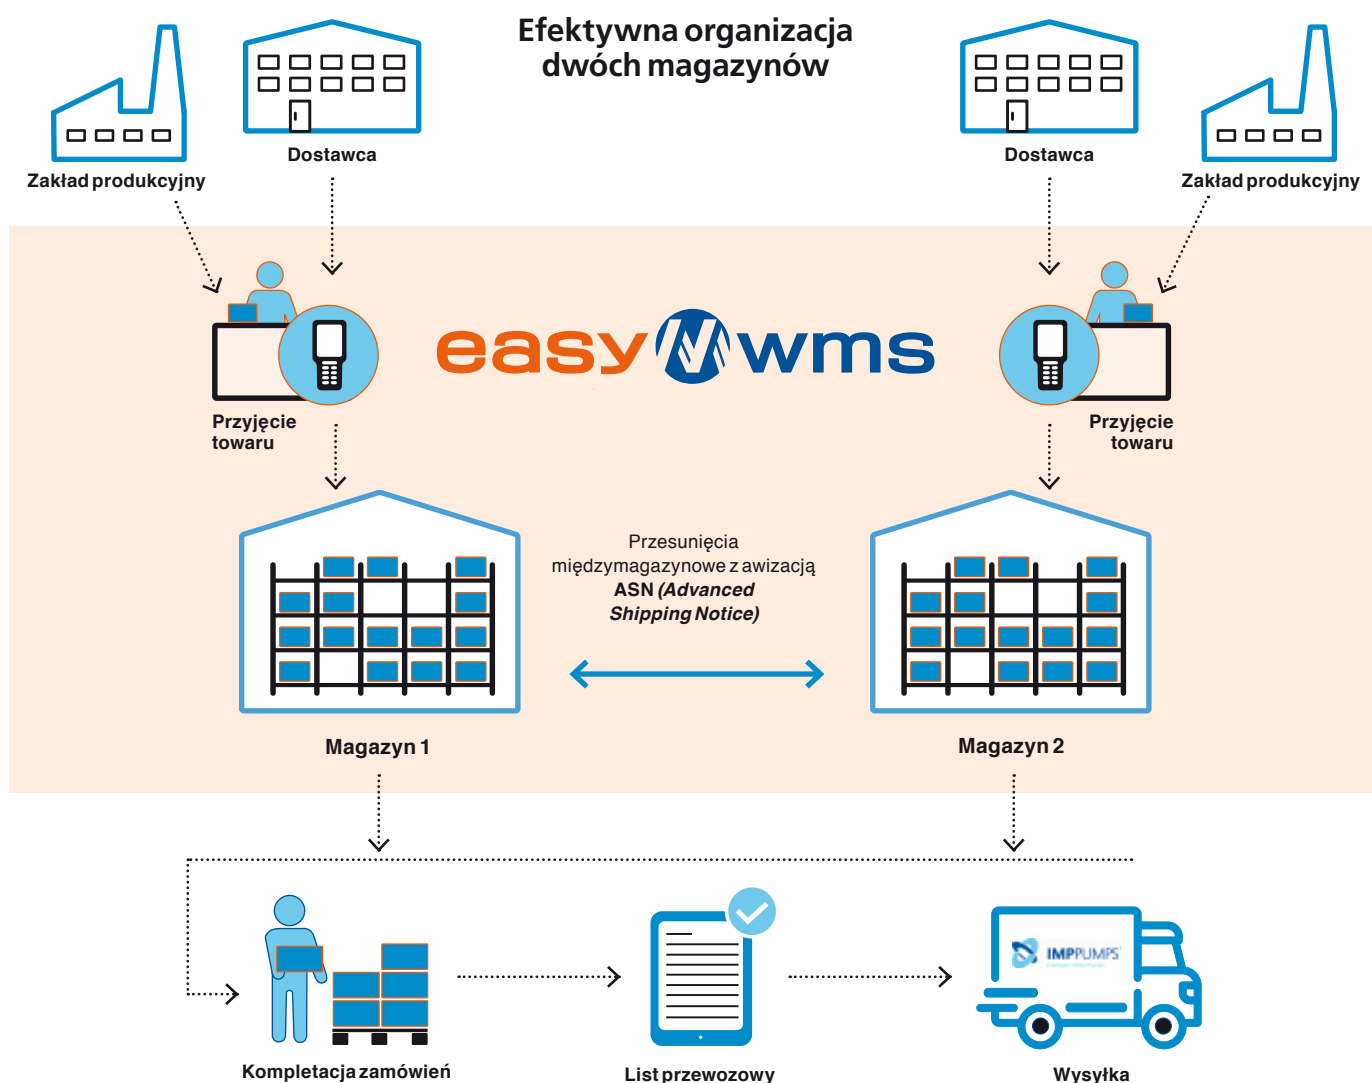 Efektywna organizacja
dwóch magazynów
Zakład produkcyjny
Dostawca
Dostawca
Zakład produkcyjny
easy wms
Przyjęcie
towaru
Przyjęcie
towaru
Przesunięcia
międzymagazynowe z awizacją
ASN (Advanced
Shipping Notice)
Magazyn 1
Magazyn 2
IMPPUMPS
Kompletacja zamówień
List przewozowy
Wysyłka